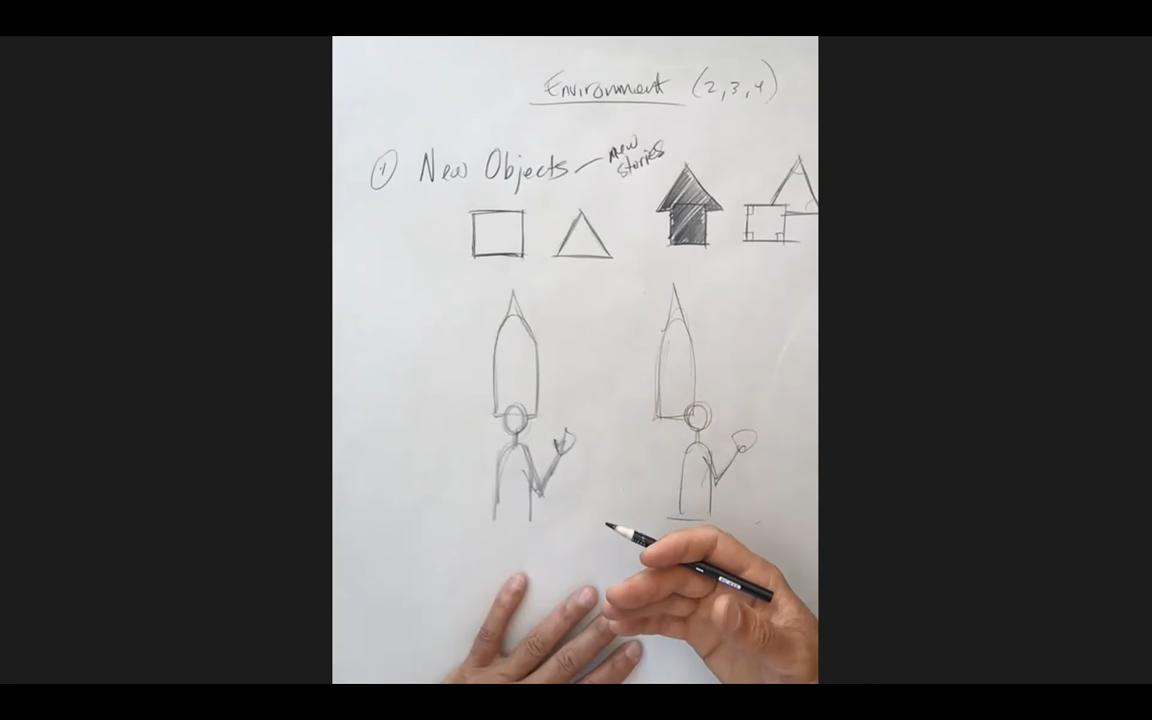 Environment (2,3,4)
① New Objects — new
stories